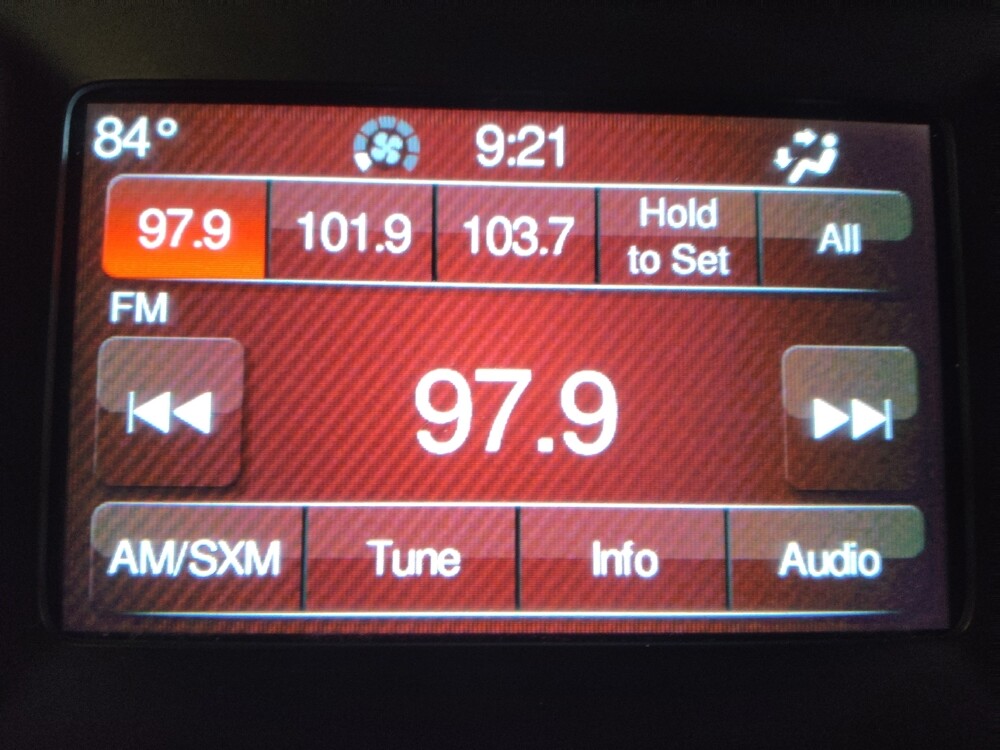 84° 9:21
97.9 101.9 103.7 Hold to Set All
FM
97.9
AM/SXM Tune Info Audio